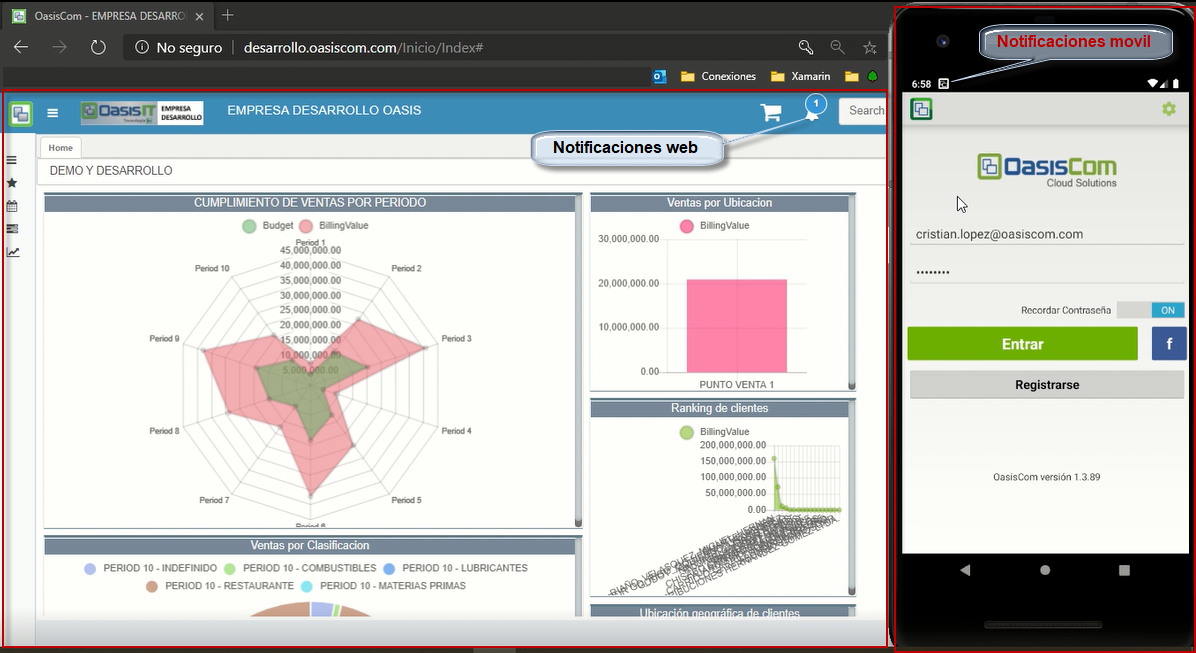 OasisCom - EMPRESA DESARRO
No seguro
desarrollo.oasiscom.com/Inicio/Index#
Conexiones
Xamarin
OasisIT
EMPRESA
DESARROLLO
EMPRESA DESARROLLO OASIS
1
Search
Notificaciones web
Home
DEMO Y DESARROLLO
CUMPLIMIENTO DE VENTAS POR PERIODO
Budget
BillingValue
Period 1
45,000,000.00
40,000,000.00
35,000,000.00
30,000,000.00
25,000,000.00
20,000,000.00
15,000,000.00
10,000,000.00
5,000,000.00
Period 2
Period 3
Period 4
Period 5
Period 6
Period 7
Period 8
Period 9
Period 10
Ventas por Clasificacion
PERIOD 10 - INDEFINIDO
PERIOD 10 - COMBUSTIBLES
PERIOD 10 - LUBRICANTES
PERIOD 10 - RESTAURANTE
PERIOD 10 - MATERIAS PRIMAS
Ventas por Ubicacion
BillingValue
30,000,000.00
20,000,000.00
10,000,000.00
0.00
PUNTO VENTA 1
Ranking de clientes
BillingValue
200,000,000.00
150,000,000.00
100,000,000.00
50,000,000.00
0.00
Ubicación geográfica de clientes
Notificaciones movil
6:58
OasisCom
Cloud Solutions
cristian.lopez@oasiscom.com
••••••••
Recordar Contraseña
ON
Entrar
f
Registrarse
OasisCom versión 1.3.89